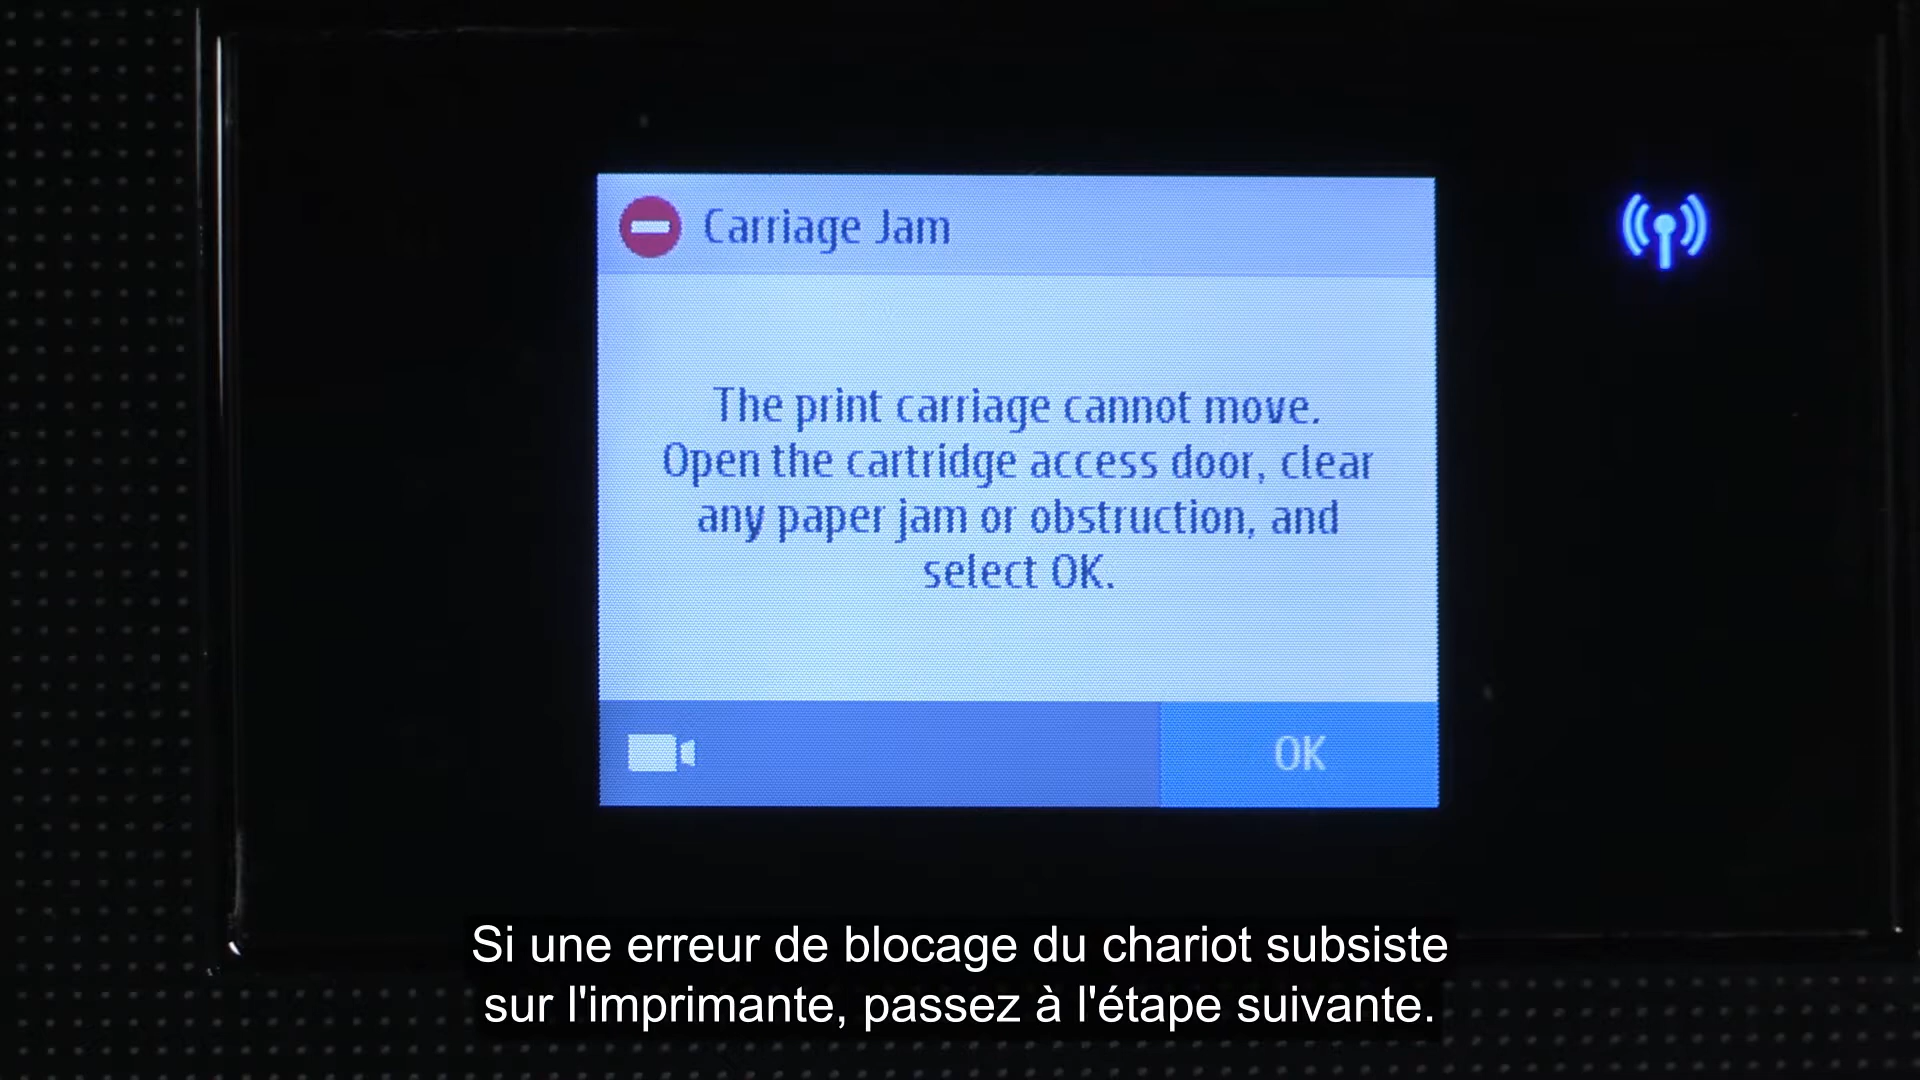 Carriage Jam
The print carriage cannot move.
Open the cartridge access door, clear
any paper jam or obstruction, and
select OK.
OK
Si une erreur de blocage du chariot subsiste
sur l'imprimante, passez à l'étape suivante.